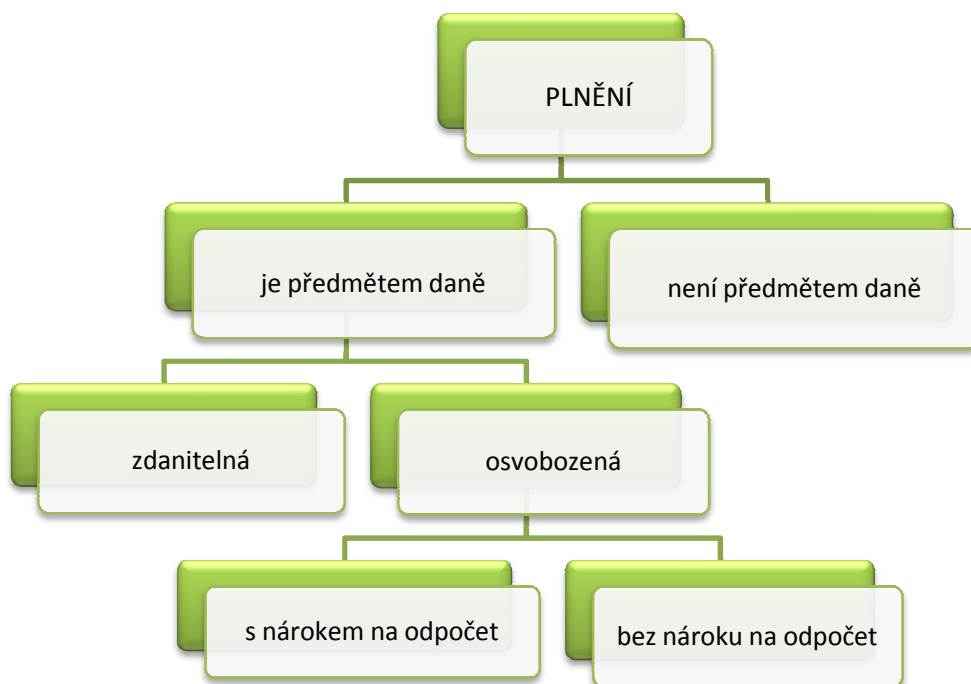 PLNĚNÍ
je předmětem daně
není předmětem daně
zdanitelná
osvobozená
s nárokem na odpočet
bez nároku na odpočet